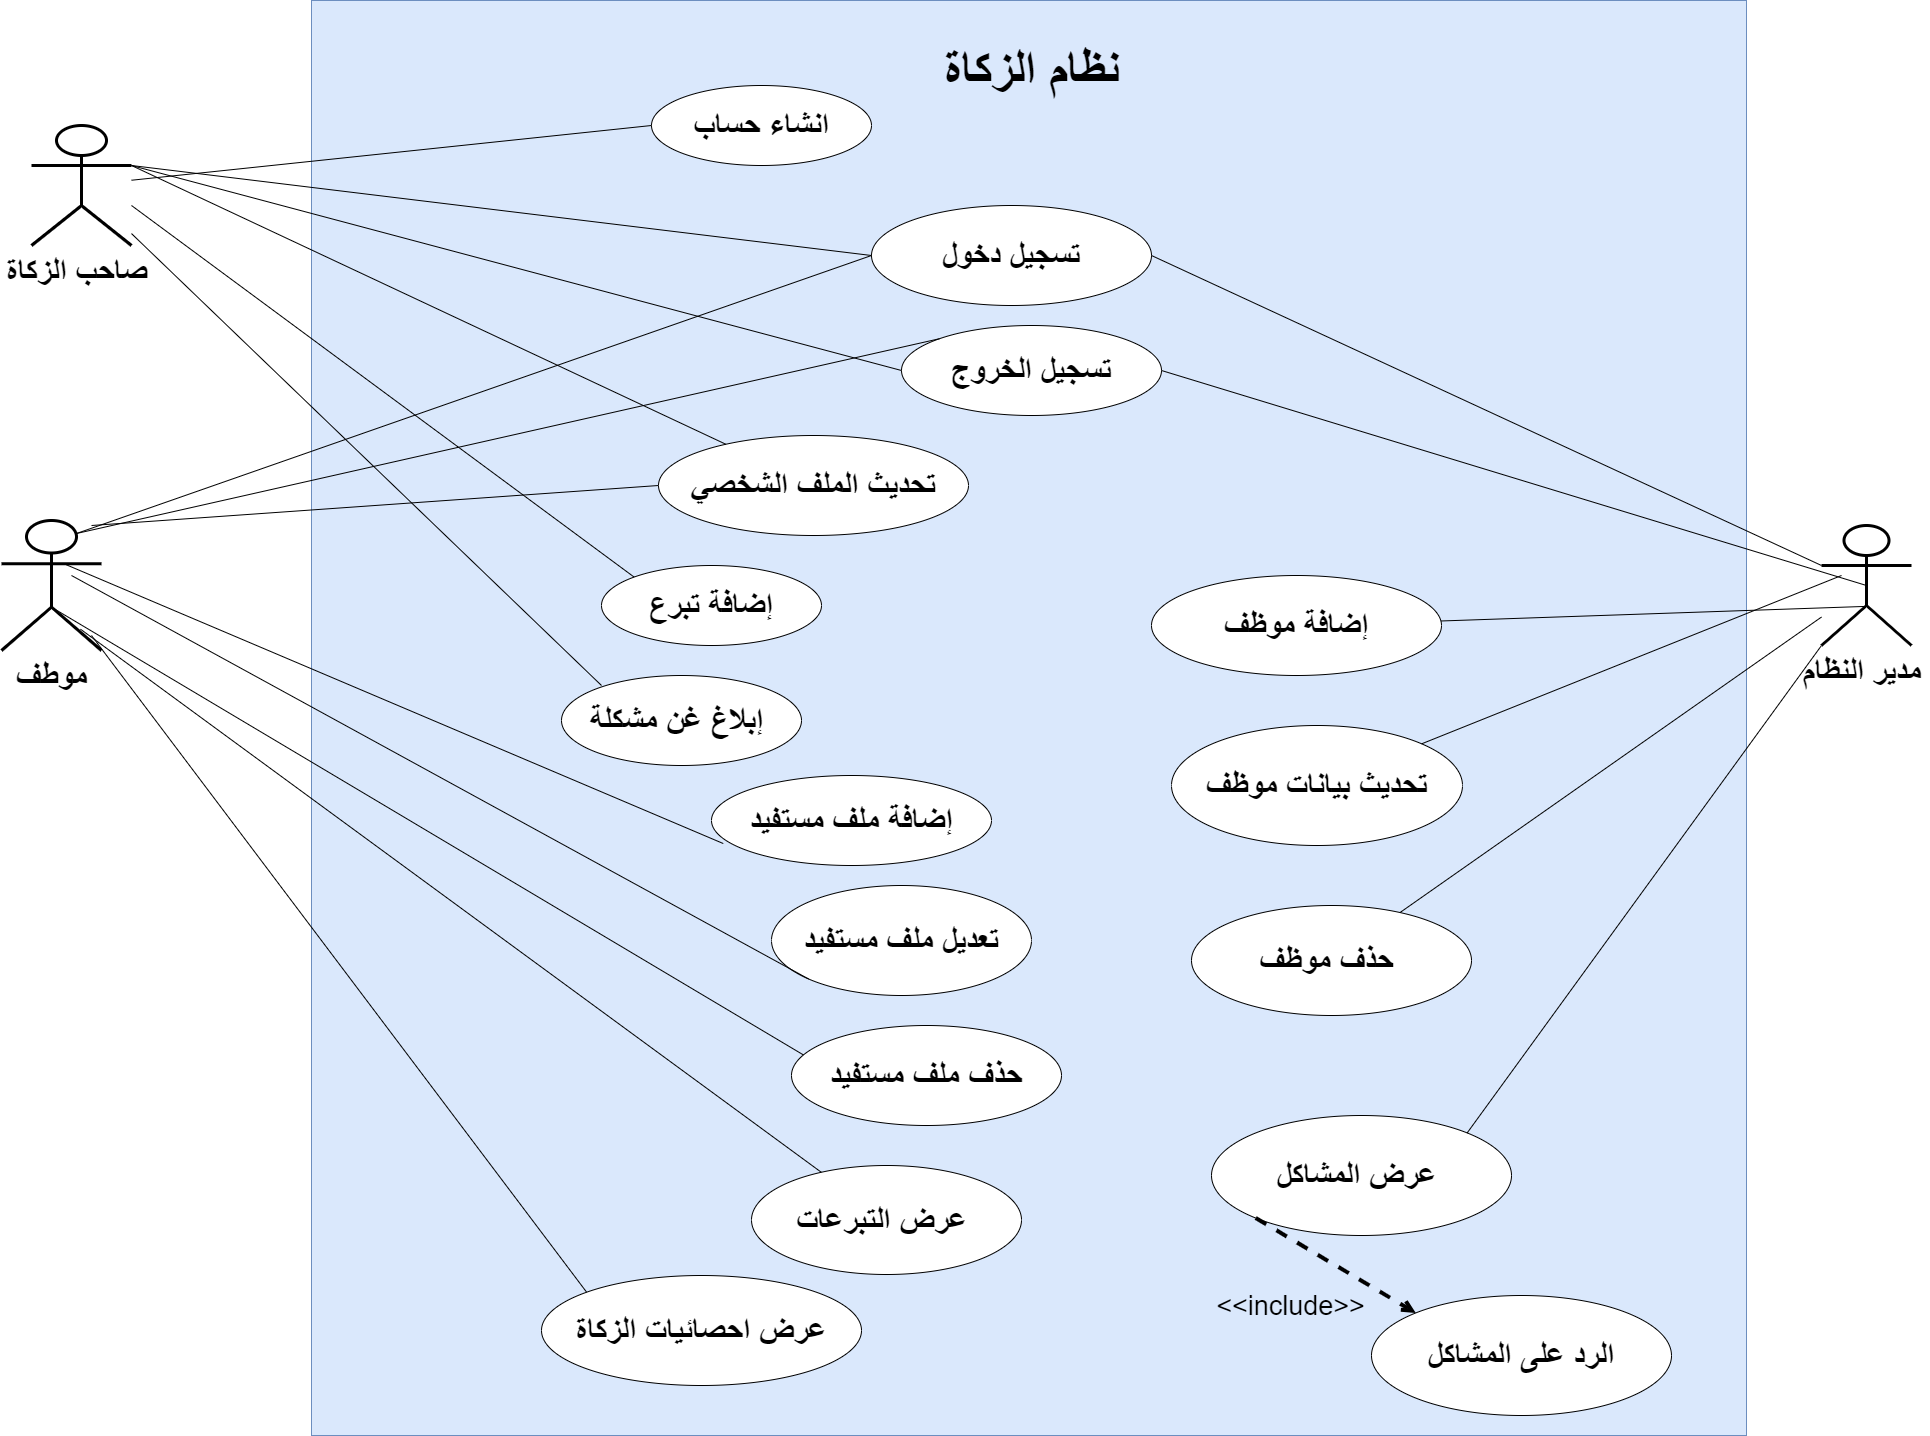 نظام الزكاة
انشاء حساب
تسجيل دخول
صاحب الزكاة
تسجيل الخروج
تحديث الملف الشخصي
إضافة تبرع
إضافة موظف
موطف
مدير النظام
إبلاغ غن مشكلة
تحديث بيانات موظف
إضافة ملف مستفيد
تعديل ملف مستفيد
حذف موظف
حذف ملف مستفيد
عرض المشاكل
عرض التبرعات
<<include>>
عرض احصائيات الزكاة
الرد على المشاكل